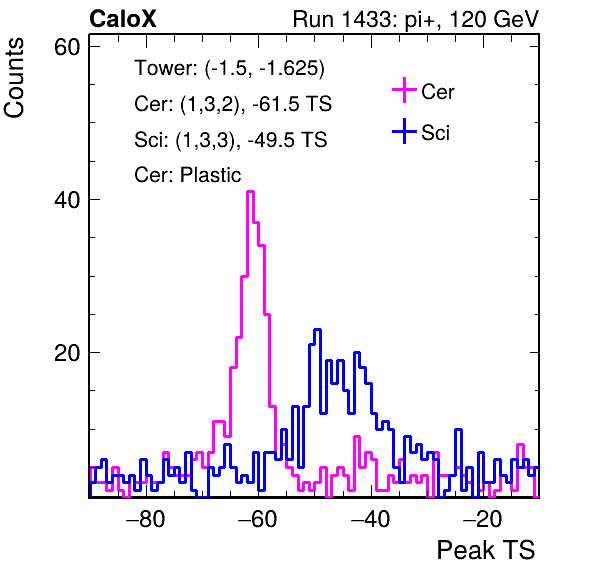 CaloX Run 1433: pi+, 120 GeV
Counts
60
40
20
Tower: (-1.5, -1.625)
Cer: (1,3,2), -61.5 TS
Sci: (1,3,3), -49.5 TS
Cer: Plastic
Cer
Sci
−80 −60 −40 −20
Peak TS